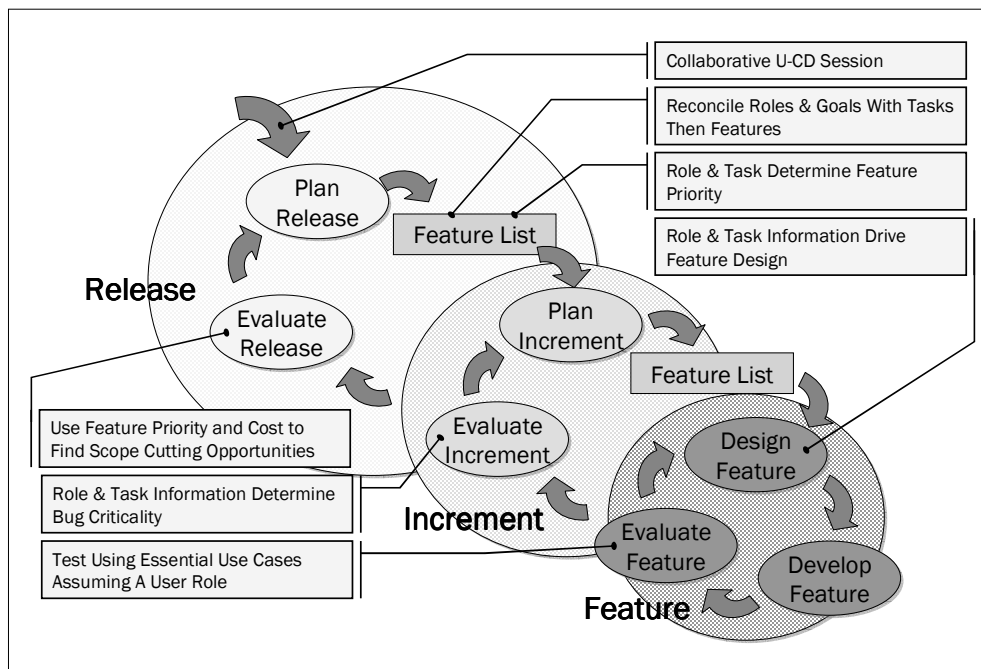 Collaborative U-CD Session
Reconcile Roles & Goals With Tasks
Then Features
Role & Task Determine Feature
Priority
Role & Task Information Drive
Feature Design
Plan
Release
Feature List
Release
Evaluate
Release
Plan
Increment
Feature List
Use Feature Priority and Cost to
Find Scope Cutting Opportunities
Evaluate
Increment
Design
Feature
Role & Task Information Determine
Bug Criticality
Increment
Test Using Essential Use Cases
Assuming A User Role
Evaluate
Feature
Develop
Feature
Feature